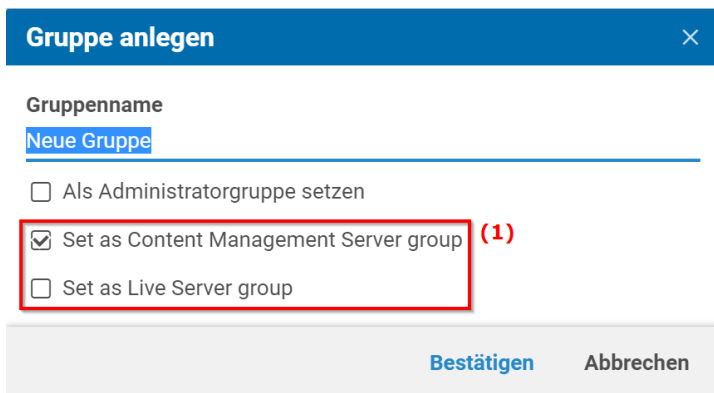 Gruppe anlegen
Gruppenname
Neue Gruppe
Als Administratorgruppe setzen
Set as Content Management Server group (1)
Set as Live Server group
Bestätigen Abbrechen